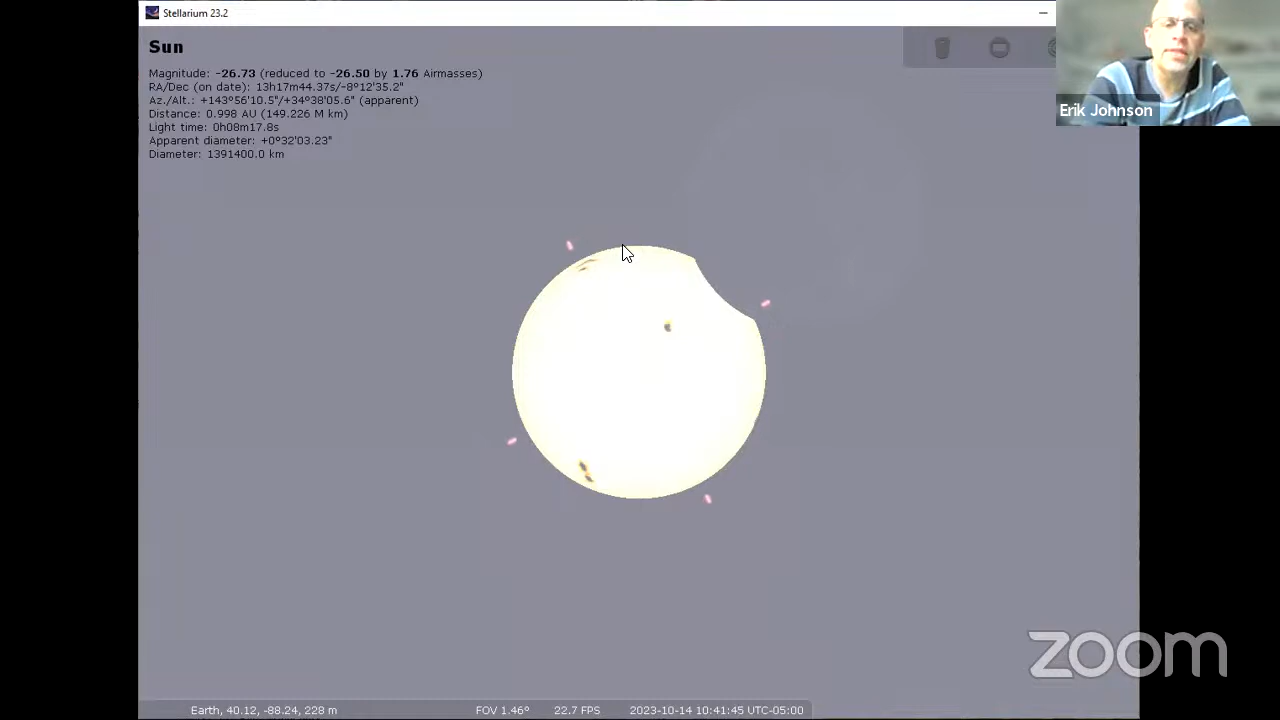 Stellarium 23.2
Sun
Magnitude: -26.73 (reduced to -26.50 by 1.76 Airmasses)
RA/Dec (on date): 13h17m44.37s/-8°12'35.2"
Az./Alt.: +143°56'10.5"/+34°38'05.6" (apparent)
Distance: 0.998 AU (149.226 M km)
Light time: 0h08m17.8s
Apparent diameter: +0°32'03.23"
Diameter: 1391400.0 km
Erik Johnson
zoom
Earth, 40.12, -88.24, 228 m
FOV 1.46°
22.7 FPS
2023-10-14 10:41:45 UTC-05:00